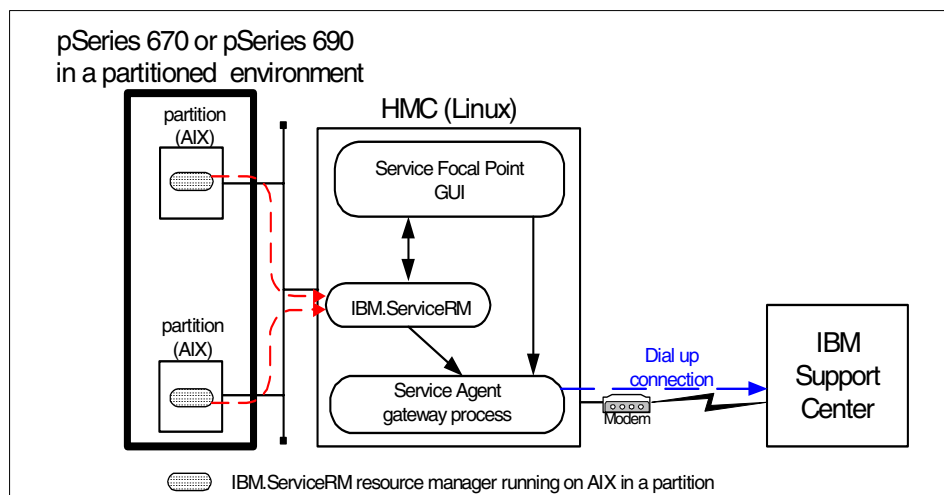 pSeries 670 or pSeries 690
in a partitioned environment
partition
(AIX)
HMC (Linux)
Service Focal Point
GUI
IBM.ServiceRM
partition
(AIX)
Service Agent
gateway process
Dial up
connection
Modem
IBM
Support
Center
IBM.ServiceRM resource manager running on AIX in a partition